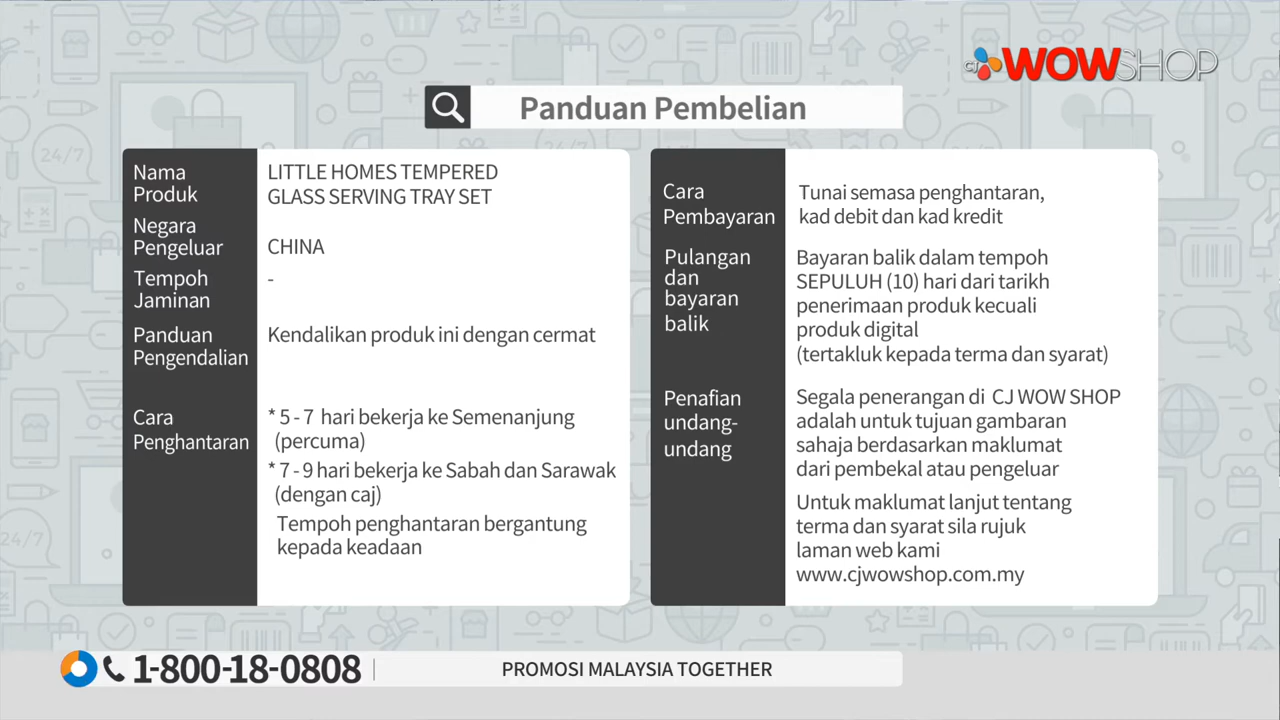 CJ WOWSHOP
Panduan Pembelian
Nama
Produk
LITTLE HOMES TEMPERED
GLASS SERVING TRAY SET
Negara
Pengeluar
CHINA
Tempoh
Jaminan
-
Panduan
Pengendalian
Kendalikan produk ini dengan cermat
Cara
Penghantaran
* 5 - 7 hari bekerja ke Semenanjung
(percuma)
* 7 - 9 hari bekerja ke Sabah dan Sarawak
(dengan caj)
Tempoh penghantaran bergantung
kepada keadaan
Cara
Pembayaran
Tunai semasa penghantaran,
kad debit dan kad kredit
Pulangan
dan
bayaran
balik
Bayaran balik dalam tempoh
SEPULUH (10) hari dari tarikh
penerimaan produk kecuali
produk digital
(tertakluk kepada terma dan syarat)
Penafian
undang-
undang
Segala penerangan di CJ WOW SHOP
adalah untuk tujuan gambaran
sahaja berdasarkan maklumat
dari pembekal atau pengeluar
Untuk maklumat lanjut tentang
terma dan syarat sila rujuk
laman web kami
www.cjwowshop.com.my
1-800-18-0808
PROMOSI MALAYSIA TOGETHER
24/7
24/7